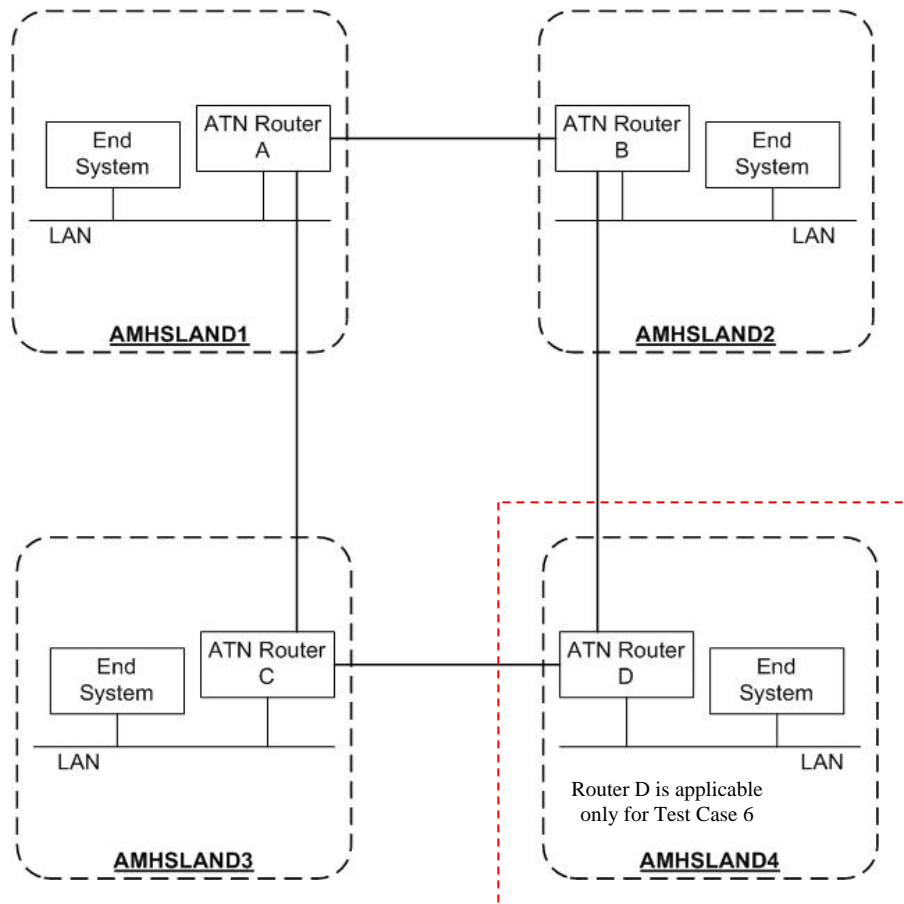 End
System
ATN Router
A
LAN
AMHSLAND1
ATN Router
B
End
System
LAN
AMHSLAND2
End
System
ATN Router
C
LAN
AMHSLAND3
ATN Router
D
End
System
LAN
Router D is applicable
only for Test Case 6
AMHSLAND4